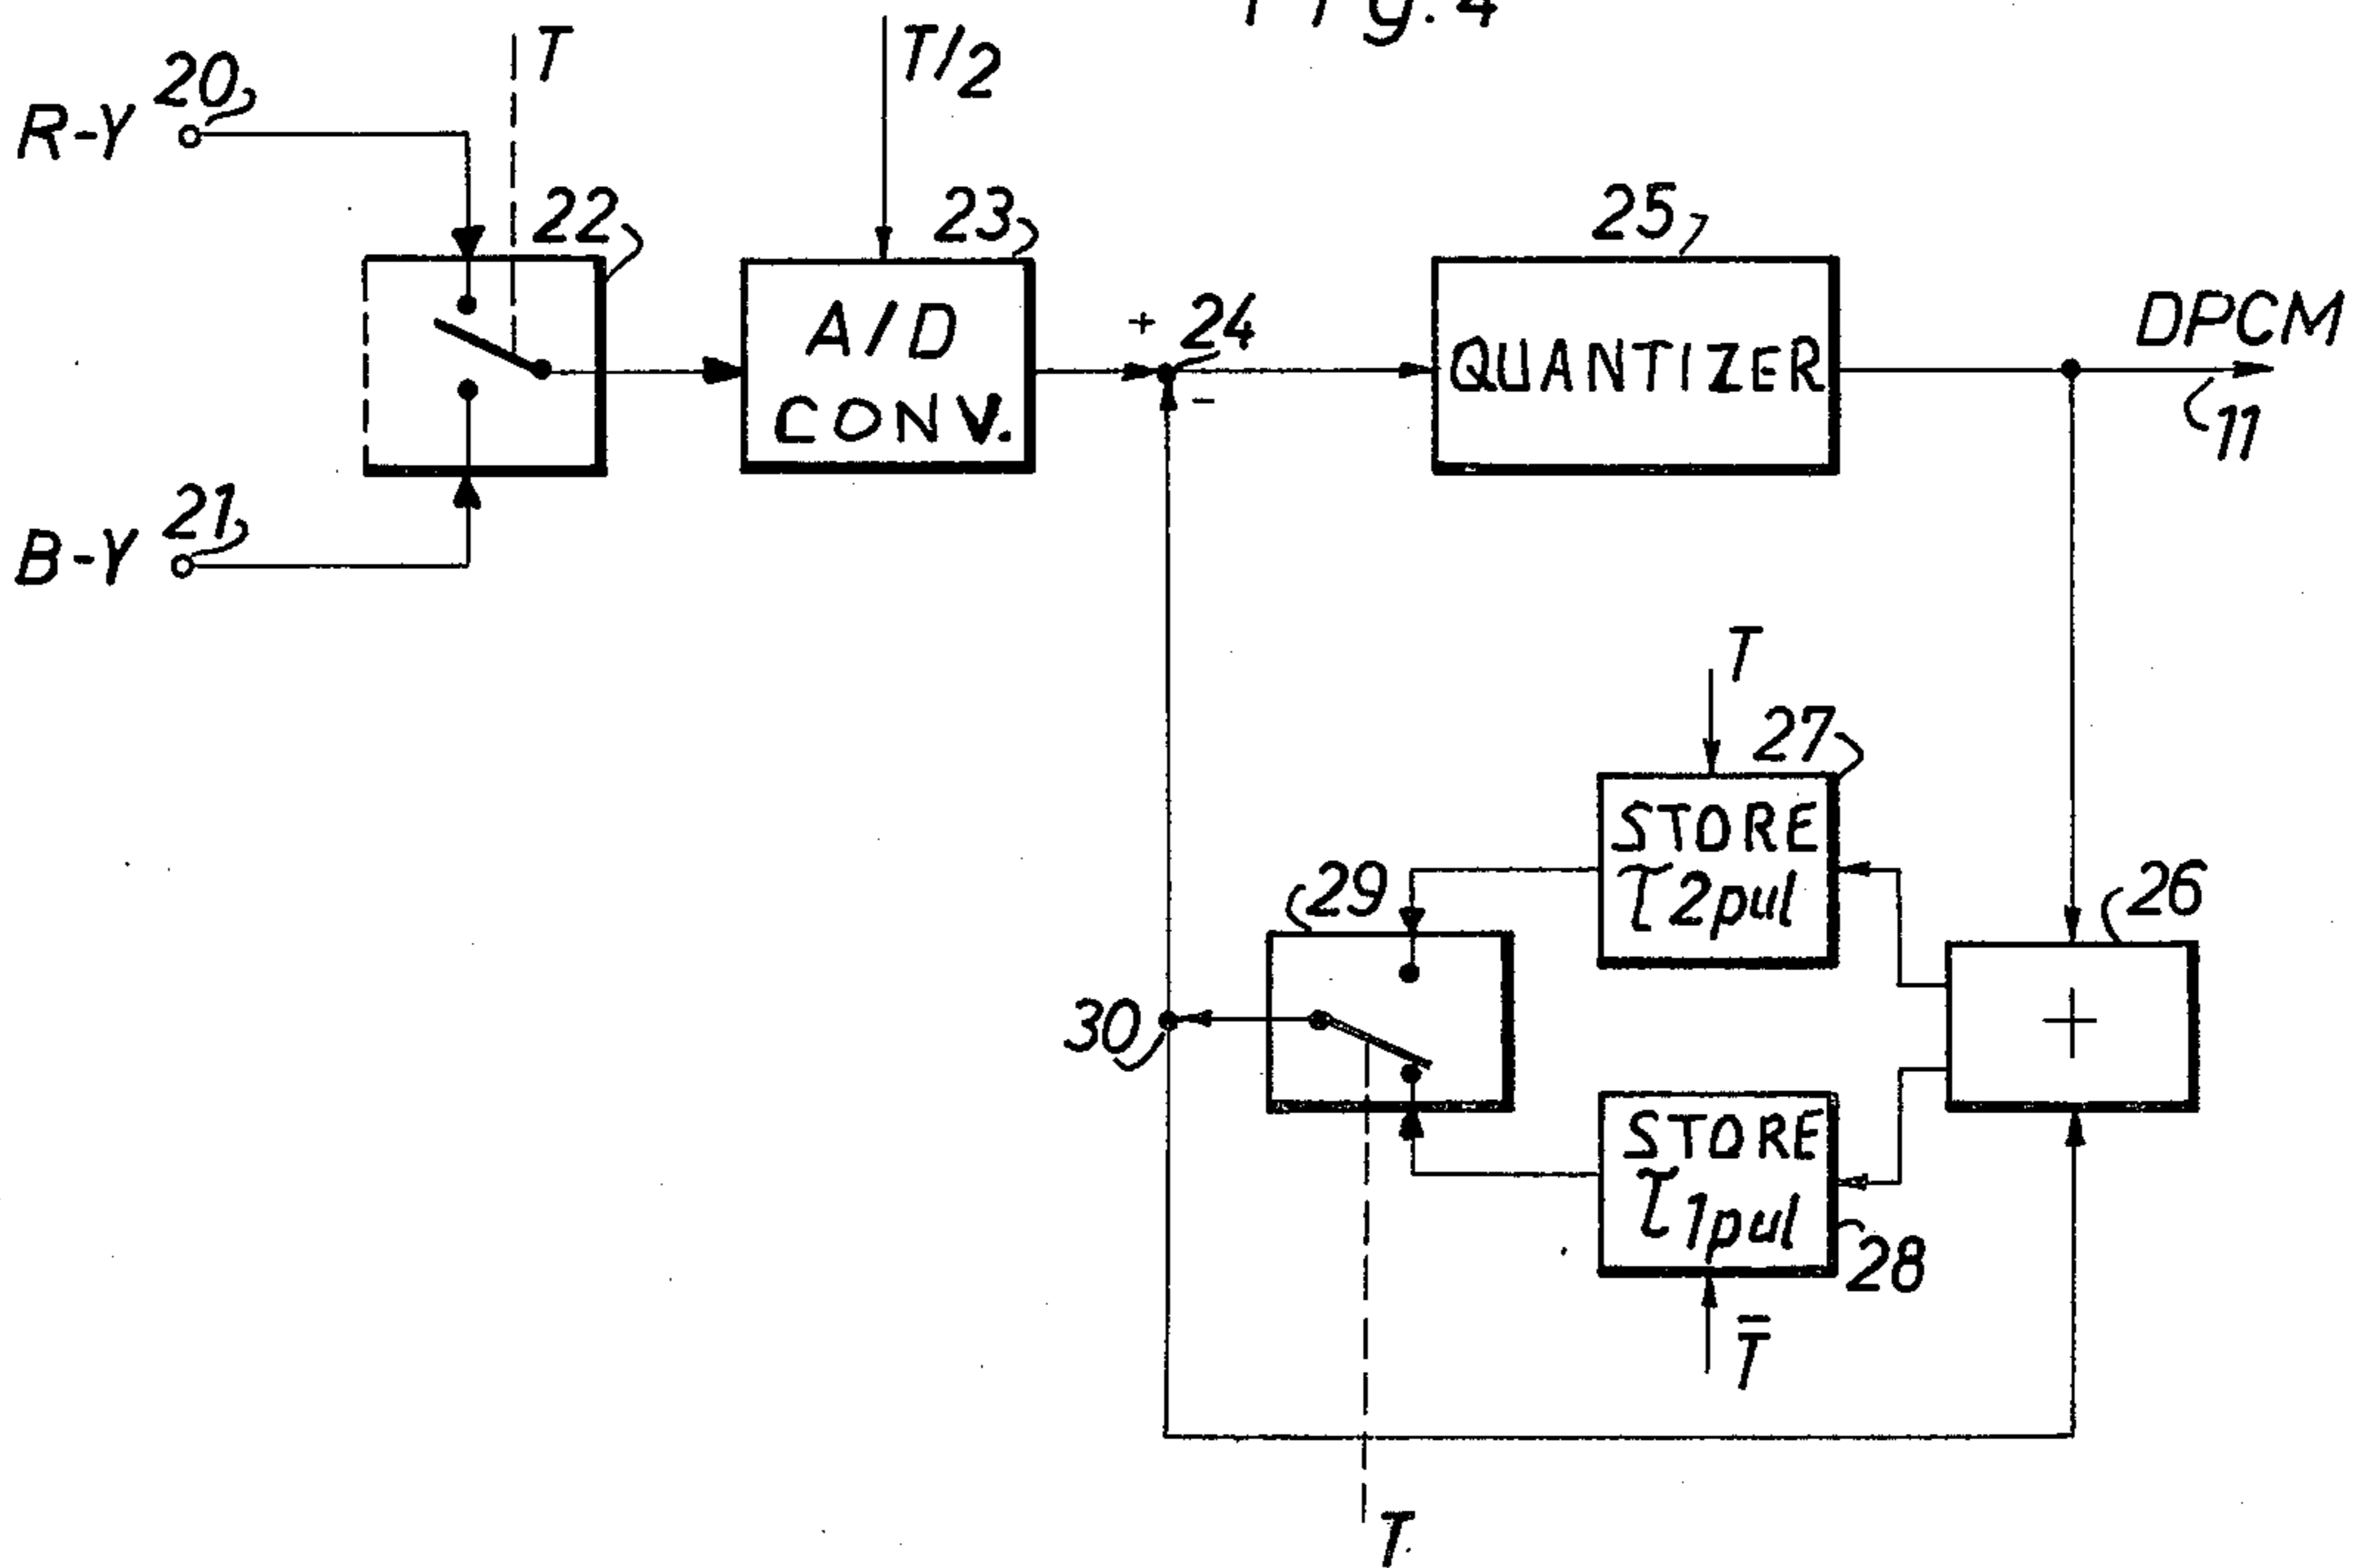 Fig. 4
T
T/2
20
R-Y
22
23
25
A/D
CONV.
+ 24
-
QUANTIZER
DPCM
11
21
B-Y
T
27
STORE
τ2pul
29
26
+
30
STORE
τ1pul
28
T̅
T